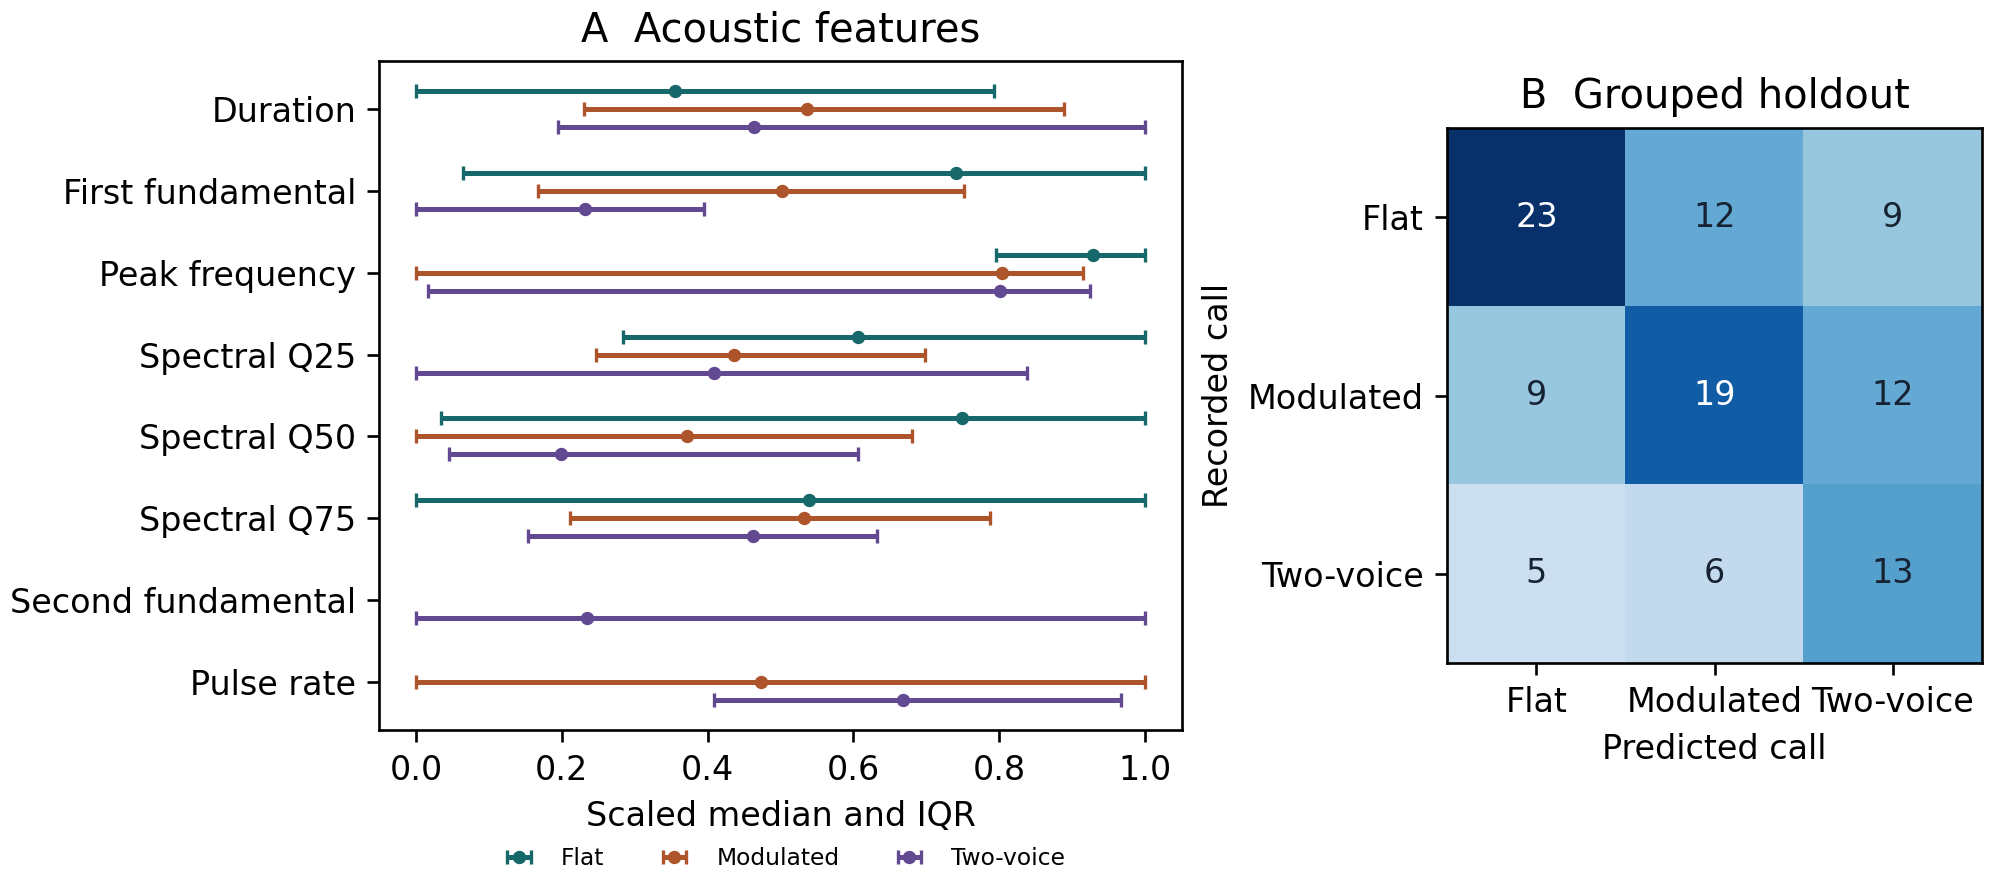 A  Acoustic features
Duration
First fundamental
Peak frequency
Spectral Q25
Spectral Q50
Spectral Q75
Second fundamental
Pulse rate
0.0 0.2 0.4 0.6 0.8 1.0
Scaled median and IQR
Flat Modulated Two-voice
B  Grouped holdout
Recorded call
Flat 23 12 9
Modulated 9 19 12
Two-voice 5 6 13
Flat Modulated Two-voice
Predicted call